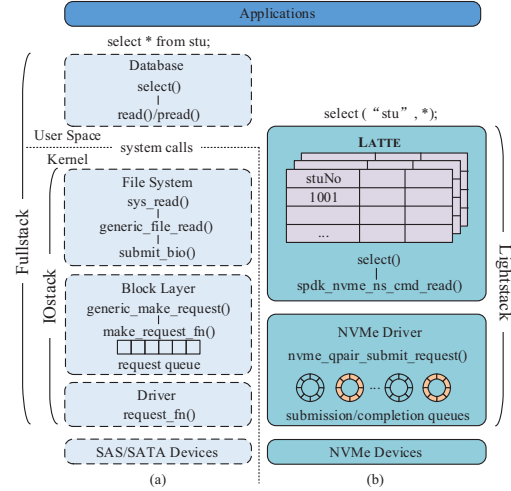 Applications
select * from stu;
Database
select()
read()/pread()
User Space
system calls
Kernel
File System
sys_read()
generic_file_read()
submit_bio()
Block Layer
generic_make_request()
make_request_fn()
request queue
Driver
request_fn()
SAS/SATA Devices
(a)
Fullstack
IOstack
select (“stu”, *);
LATTE
stuNo
1001
...
select()
spdk_nvme_ns_cmd_read()
NVMe Driver
nvme_qpair_submit_request()
...
submission/completion queues
NVMe Devices
(b)
Lightstack